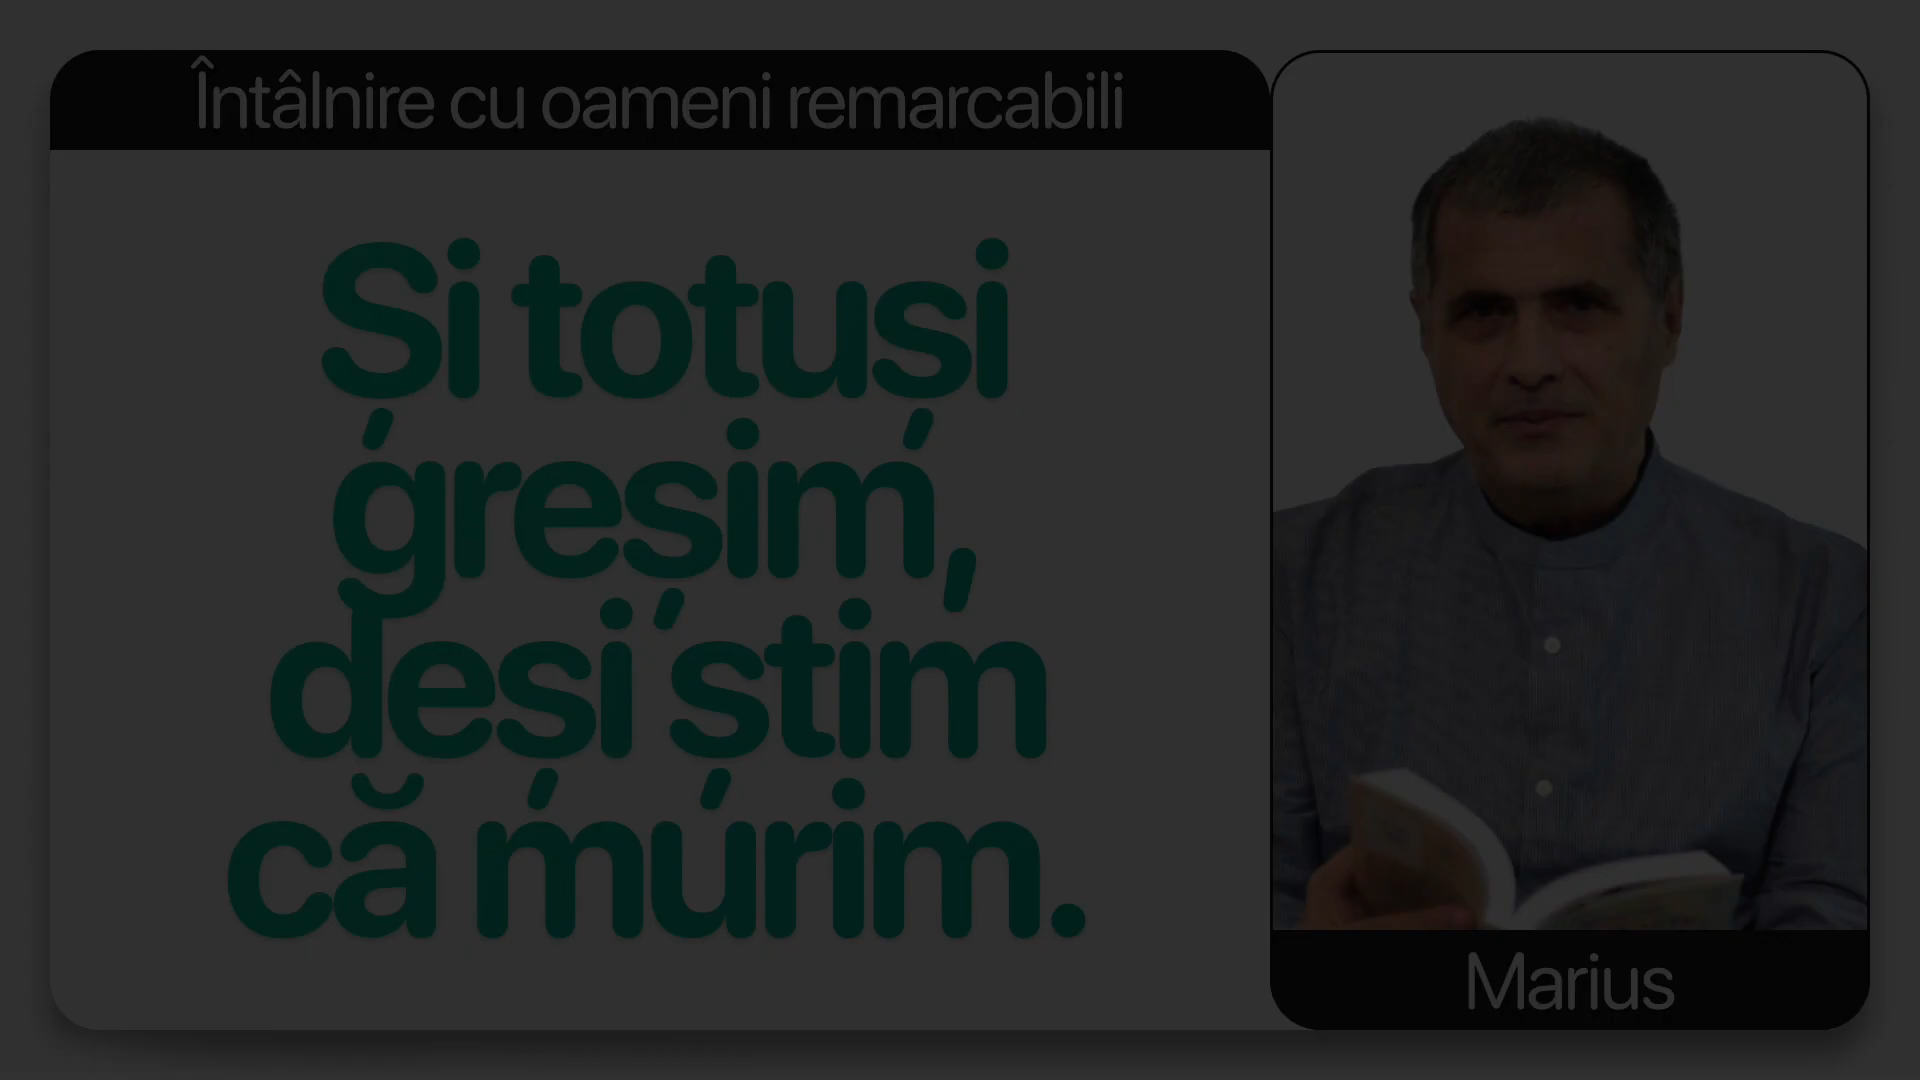 Întâlnire cu oameni remarcabili
Și totuși
greșim,
deși știm
că murim.
Marius